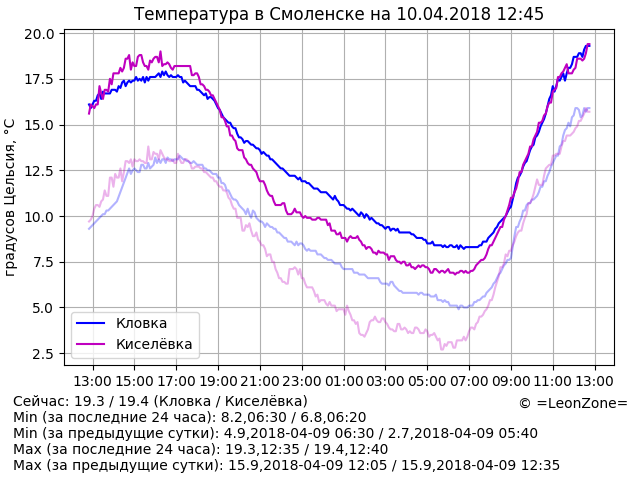 Температура в Смоленске на 10.04.2018 12:45
градусов Цельсия, °C
20.0
17.5
15.0
12.5
10.0
7.5
5.0
2.5
Кловка
Киселёвка
13:00 15:00 17:00 19:00 21:00 23:00 01:00 03:00 05:00 07:00 09:00 11:00 13:00
Сейчас: 19.3 / 19.4 (Кловка / Киселёвка)
© =LeonZone=
Min (за последние 24 часа): 8.2,06:30 / 6.8,06:20
Min (за предыдущие сутки): 4.9,2018-04-09 06:30 / 2.7,2018-04-09 05:40
Max (за последние 24 часа): 19.3,12:35 / 19.4,12:40
Max (за предыдущие сутки): 15.9,2018-04-09 12:05 / 15.9,2018-04-09 12:35